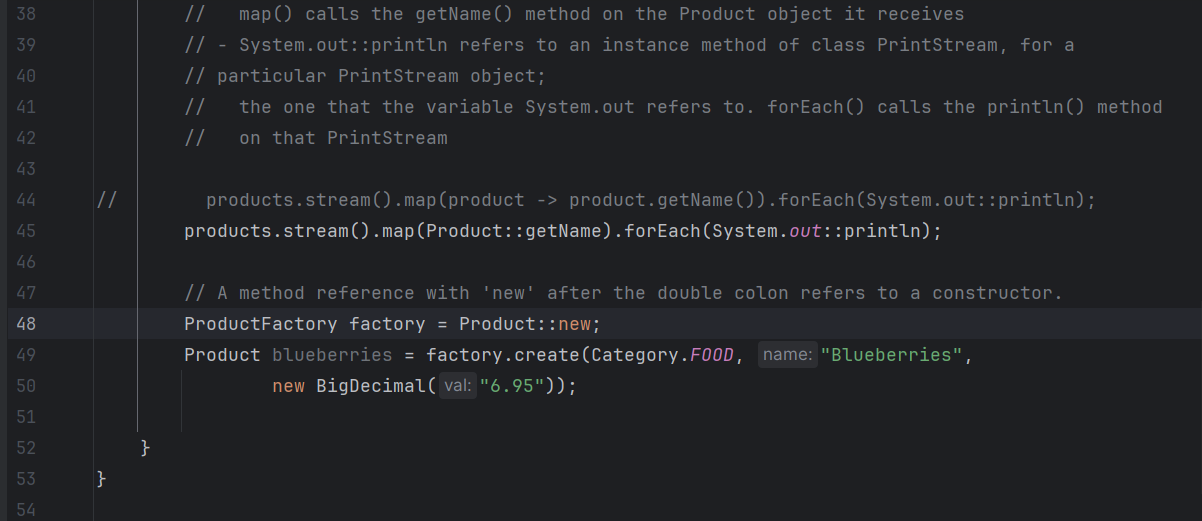 38 //   map() calls the getName() method on the Product object it receives
39 // - System.out::println refers to an instance method of class PrintStream, for a
40 // particular PrintStream object;
41 //   the one that the variable System.out refers to. forEach() calls the println() method
42 //   on that PrintStream
43
44 //        products.stream().map(product -> product.getName()).forEach(System.out::println);
45 products.stream().map(Product::getName).forEach(System.out::println);
46
47 // A method reference with 'new' after the double colon refers to a constructor.
48 ProductFactory factory = Product::new;
49 Product blueberries = factory.create(Category.FOOD, name: "Blueberries",
50 new BigDecimal( val: "6.95"));
51
52 }
53 }
54